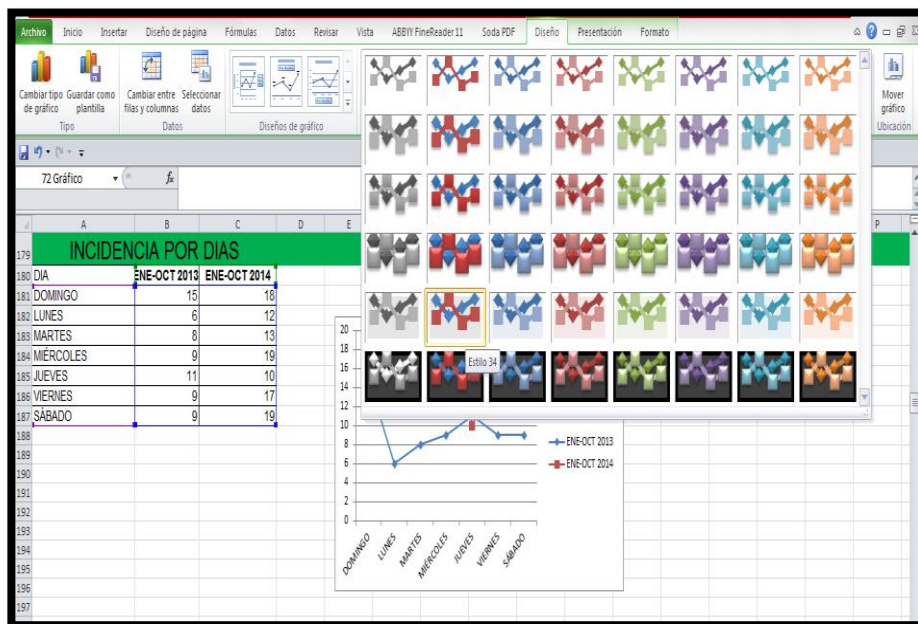 Archivo Inicio Insertar Diseño de página Fórmulas Datos Revisar Vista ABBYY FineReader 11 Soda PDF Diseño Presentación Formato
Cambiar tipo de gráfico
Guardar como plantilla
Cambiar entre filas y columnas
Seleccionar datos
Mover gráfico
Tipo
Datos
Diseños de gráfico
Ubicación
72 Gráfico
fx
A B C D E P
179 INCIDENCIA POR DIAS
180 DIA ENE-OCT 2013 ENE-OCT 2014
181 DOMINGO 15 18
182 LUNES 6 12
183 MARTES 8 13
184 MIÉRCOLES 9 19
185 JUEVES 11 10
186 VIERNES 9 17
187 SÁBADO 9 19
188
189
190
191
192
193
194
195
196
197
Estilo 34
20
18
16
14
12
10
8
6
4
2
0
DOMINGO
LUNES
MARTES
MIÉRCOLES
JUEVES
VIERNES
SÁBADO
ENE-OCT 2013
ENE-OCT 2014